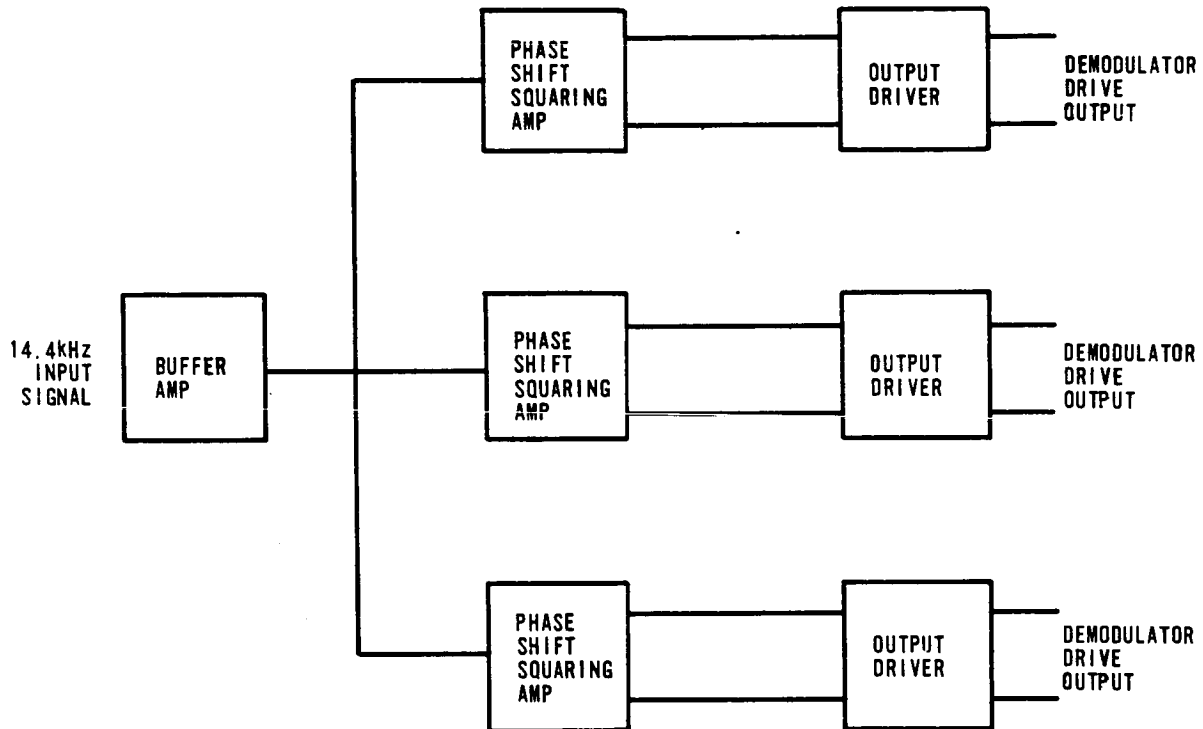 PHASE
SHIFT
SQUARING
AMP
OUTPUT
DRIVER
DEMODULATOR
DRIVE
OUTPUT
14.4kHz
INPUT
SIGNAL
BUFFER
AMP
PHASE
SHIFT
SQUARING
AMP
OUTPUT
DRIVER
DEMODULATOR
DRIVE
OUTPUT
PHASE
SHIFT
SQUARING
AMP
OUTPUT
DRIVER
DEMODULATOR
DRIVE
OUTPUT